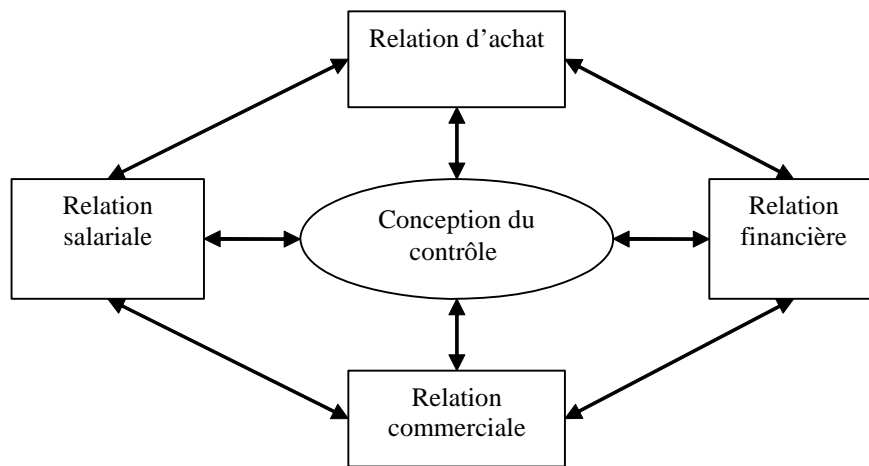 Relation d’achat
Relation
salariale
Conception du
contrôle
Relation
financière
Relation
commerciale